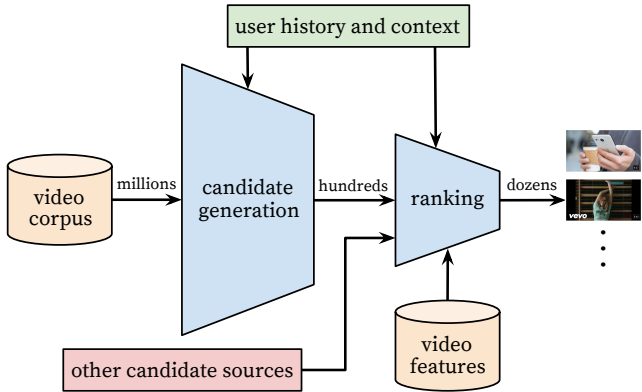 user history and context
video
corpus
millions
candidate
generation
hundreds
ranking
dozens
vevo
other candidate sources
video
features